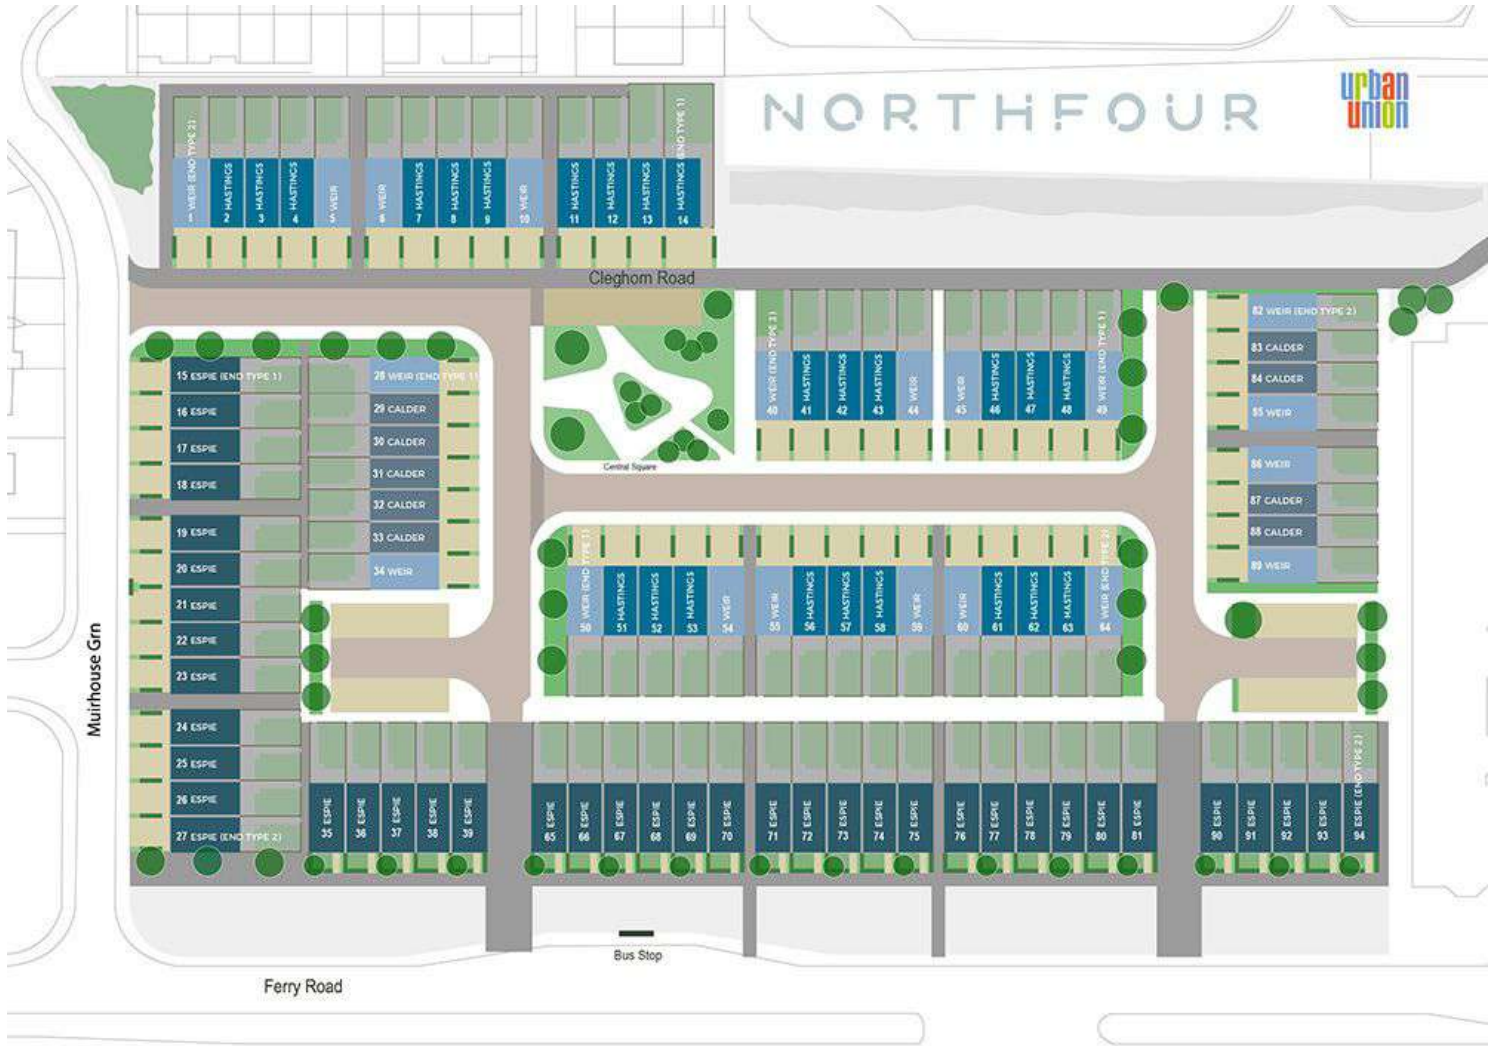 NORTHFOUR
urban
union
WEIR (END TYPE 2)
1
HASTINGS
2
HASTINGS
3
HASTINGS
4
WEIR
5
WEIR
6
HASTINGS
7
HASTINGS
8
HASTINGS
9
WEIR
10
HASTINGS
11
HASTINGS
12
HASTINGS
13
HASTINGS (END TYPE 1)
14
Cleghorn Road
15 ESPIE (END TYPE 1)
16 ESPIE
17 ESPIE
18 ESPIE
19 ESPIE
20 ESPIE
21 ESPIE
22 ESPIE
23 ESPIE
24 ESPIE
25 ESPIE
26 ESPIE
27 ESPIE (END TYPE 2)
28 WEIR (END TYPE 1)
29 CALDER
30 CALDER
31 CALDER
32 CALDER
33 CALDER
34 WEIR
Central Square
WEIR (END TYPE 2)
40
HASTINGS
41
HASTINGS
42
HASTINGS
43
WEIR
44
WEIR
45
HASTINGS
46
HASTINGS
47
HASTINGS
48
WEIR (END TYPE 1)
49
82 WEIR (END TYPE 2)
83 CALDER
84 CALDER
85 WEIR
86 WEIR
87 CALDER
88 CALDER
89 WEIR
WEIR (END TYPE 1)
50
HASTINGS
51
HASTINGS
52
HASTINGS
53
WEIR
54
WEIR
55
HASTINGS
56
HASTINGS
57
HASTINGS
58
WEIR
59
WEIR
60
HASTINGS
61
HASTINGS
62
HASTINGS
63
WEIR (END TYPE 2)
64
Muirhouse Grn
ESPIE
35
ESPIE
36
ESPIE
37
ESPIE
38
ESPIE
39
ESPIE
65
ESPIE
66
ESPIE
67
ESPIE
68
ESPIE
69
ESPIE
70
ESPIE
71
ESPIE
72
ESPIE
73
ESPIE
74
ESPIE
75
ESPIE
76
ESPIE
77
ESPIE
78
ESPIE
79
ESPIE
80
ESPIE
81
ESPIE
90
ESPIE
91
ESPIE
92
ESPIE
93
ESPIE (END TYPE 2)
94
Bus Stop
Ferry Road